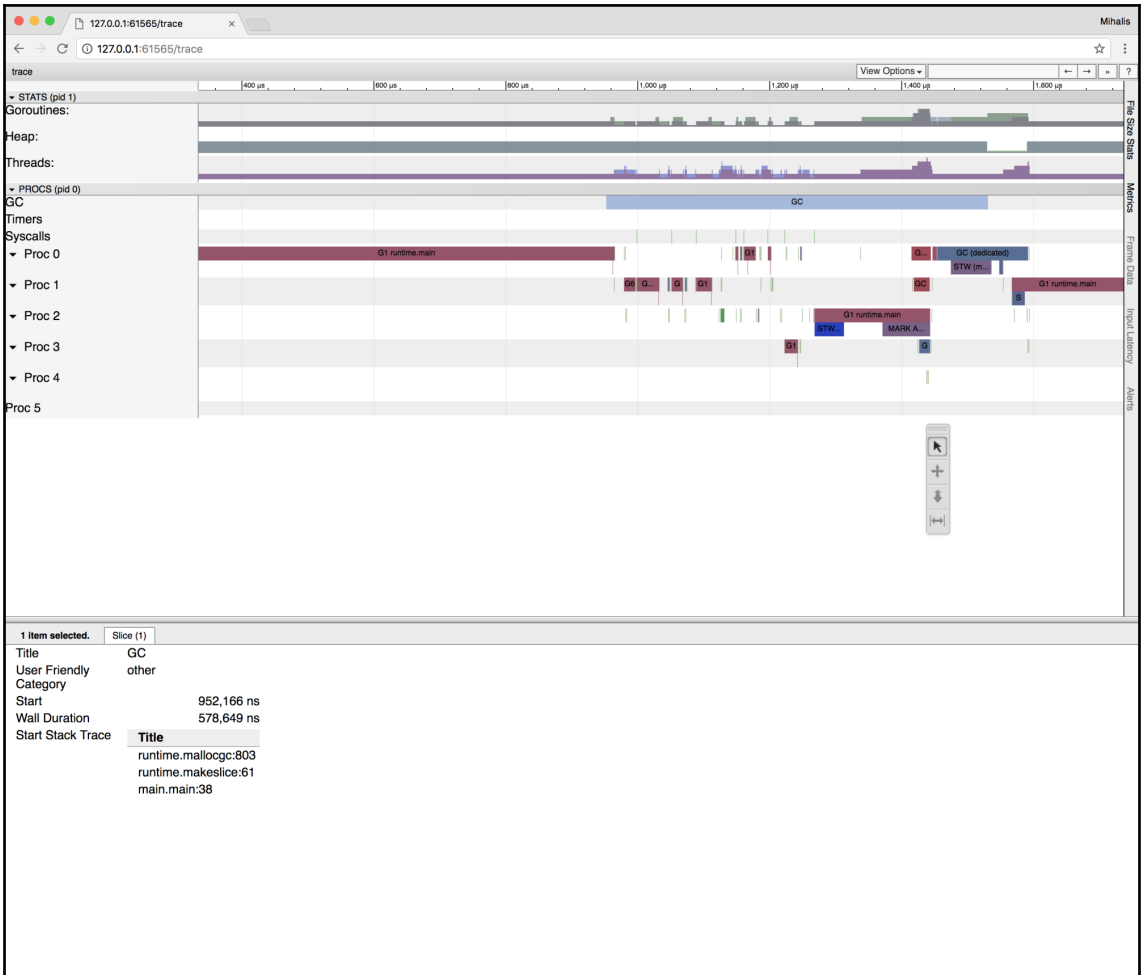 127.0.0.1:61565/trace
Mihalis
127.0.0.1:61565/trace
trace
View Options
← → » ?
400 µs 600 µs 800 µs 1,000 µs 1,200 µs 1,400 µs 1,600 µs
STATS (pid 1)
Goroutines:
Heap:
Threads:
PROCS (pid 0)
GC GC
Timers
Syscalls
Proc 0 G1 runtime.main G1 G... GC (dedicated)
STW (m...
Proc 1 G6 G... G G1 GC G1 runtime.main
S
Proc 2 G1 runtime.main
STW... MARK A...
Proc 3 G1 G
Proc 4
Proc 5
File Size Stats
Metrics
Frame Data
Input Latency
Alerts
1 item selected. Slice (1)
Title GC
User Friendly other
Category
Start 952,166 ns
Wall Duration 578,649 ns
Start Stack Trace Title
runtime.mallocgc:803
runtime.makeslice:61
main.main:38